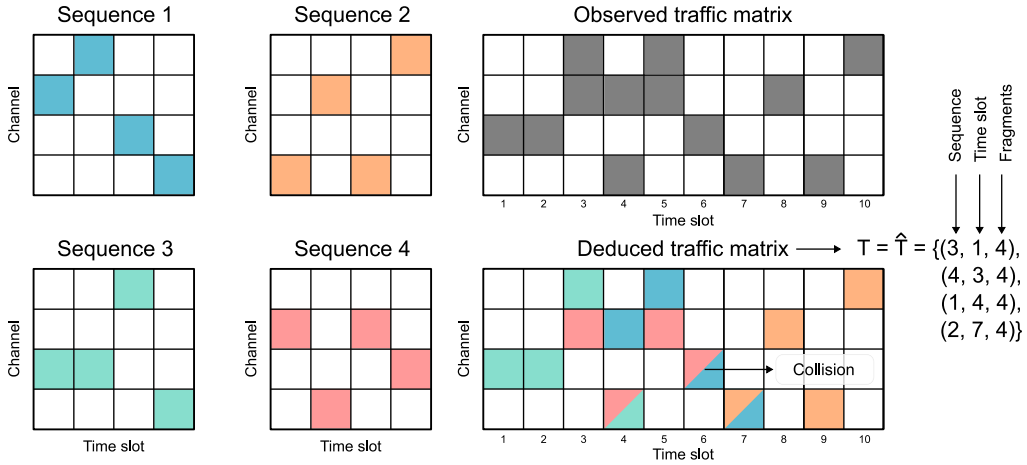 Sequence 1
Sequence 2
Observed traffic matrix
Channel
Channel
Channel
1 2 3 4 5 6 7 8 9 10
Time slot
Sequence
Time slot
Fragments
Sequence 3
Sequence 4
Deduced traffic matrix
T = T̂ = {(3, 1, 4),
(4, 3, 4),
(1, 4, 4),
(2, 7, 4)}
Channel
Channel
Channel
Collision
1 2 3 4 5 6 7 8 9 10
Time slot
Time slot
Time slot